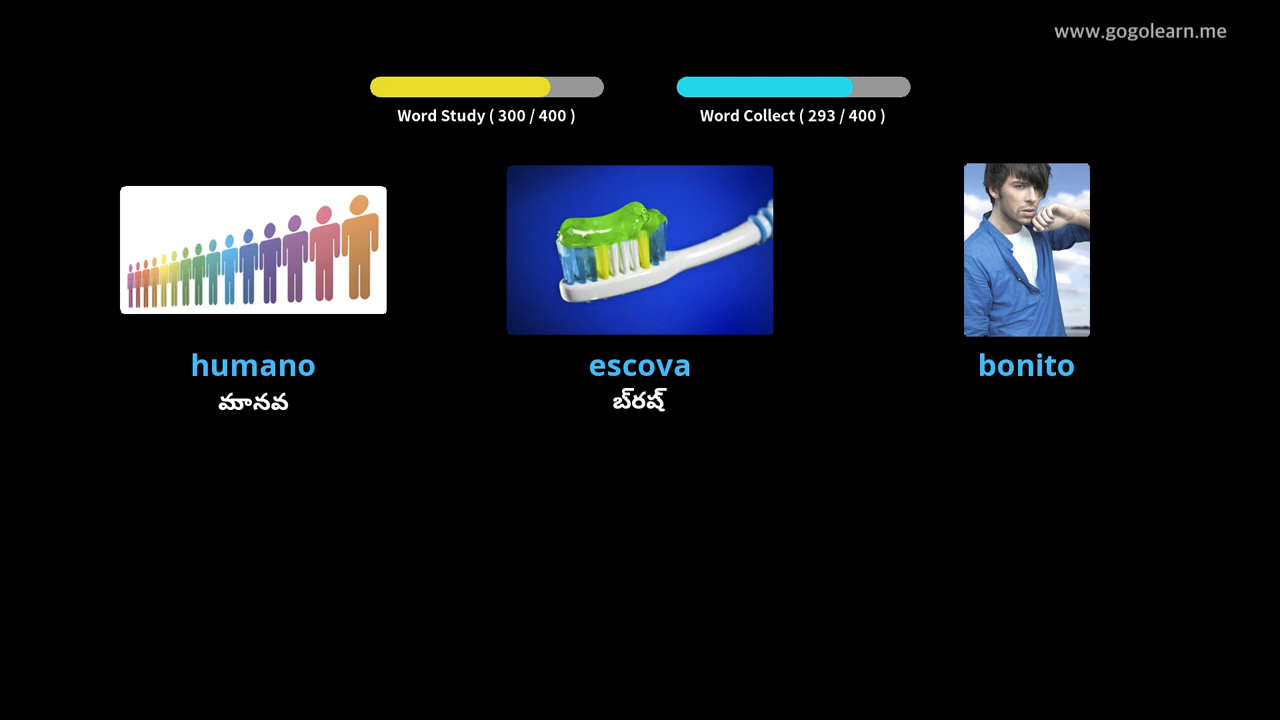 www.gogolearn.me
Word Study ( 300 / 400 )
Word Collect ( 293 / 400 )
humano
escova
bonito
మానవ
బ్రష్